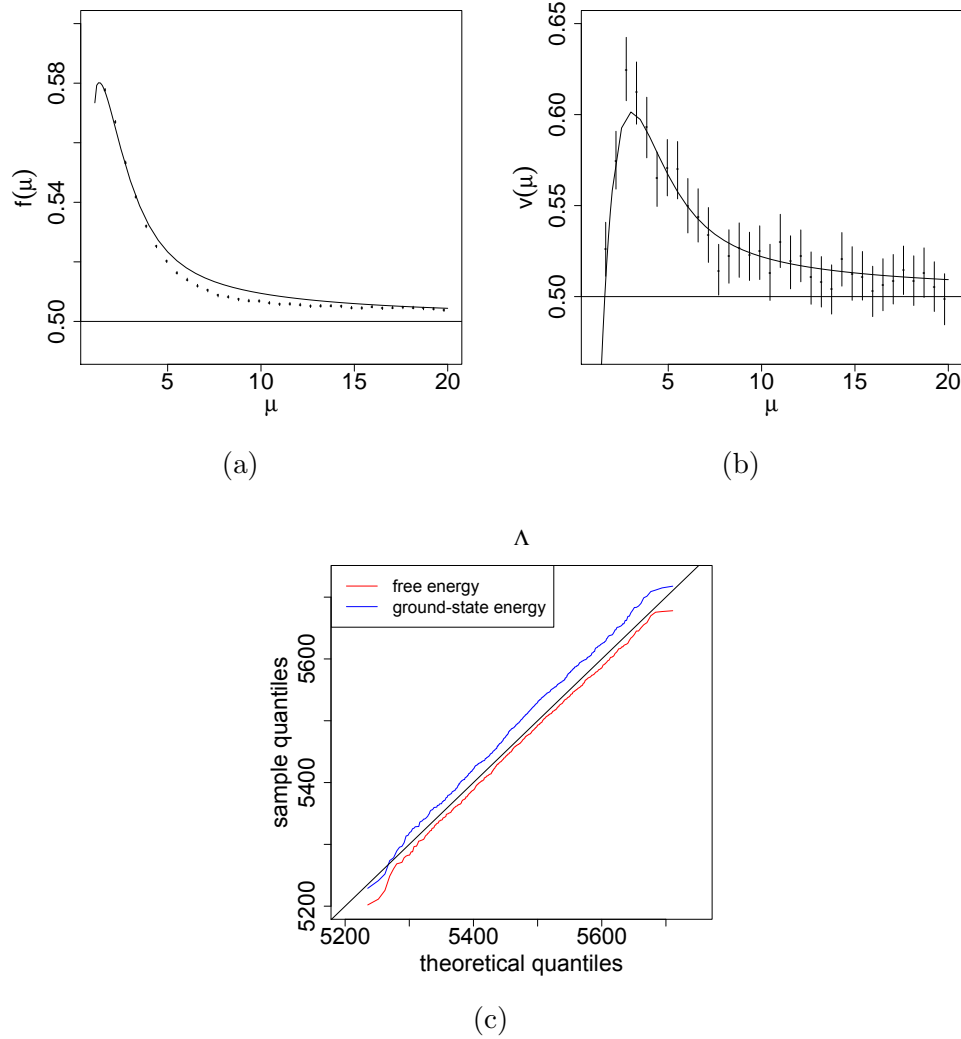 f(μ)
0.50
0.54
0.58
5
10
15
20
μ
(a)
v(μ)
0.50
0.55
0.60
0.65
5
10
15
20
μ
(b)
Λ
free energy
ground-state energy
sample quantiles
5200
5400
5600
5200
5400
5600
theoretical quantiles
(c)